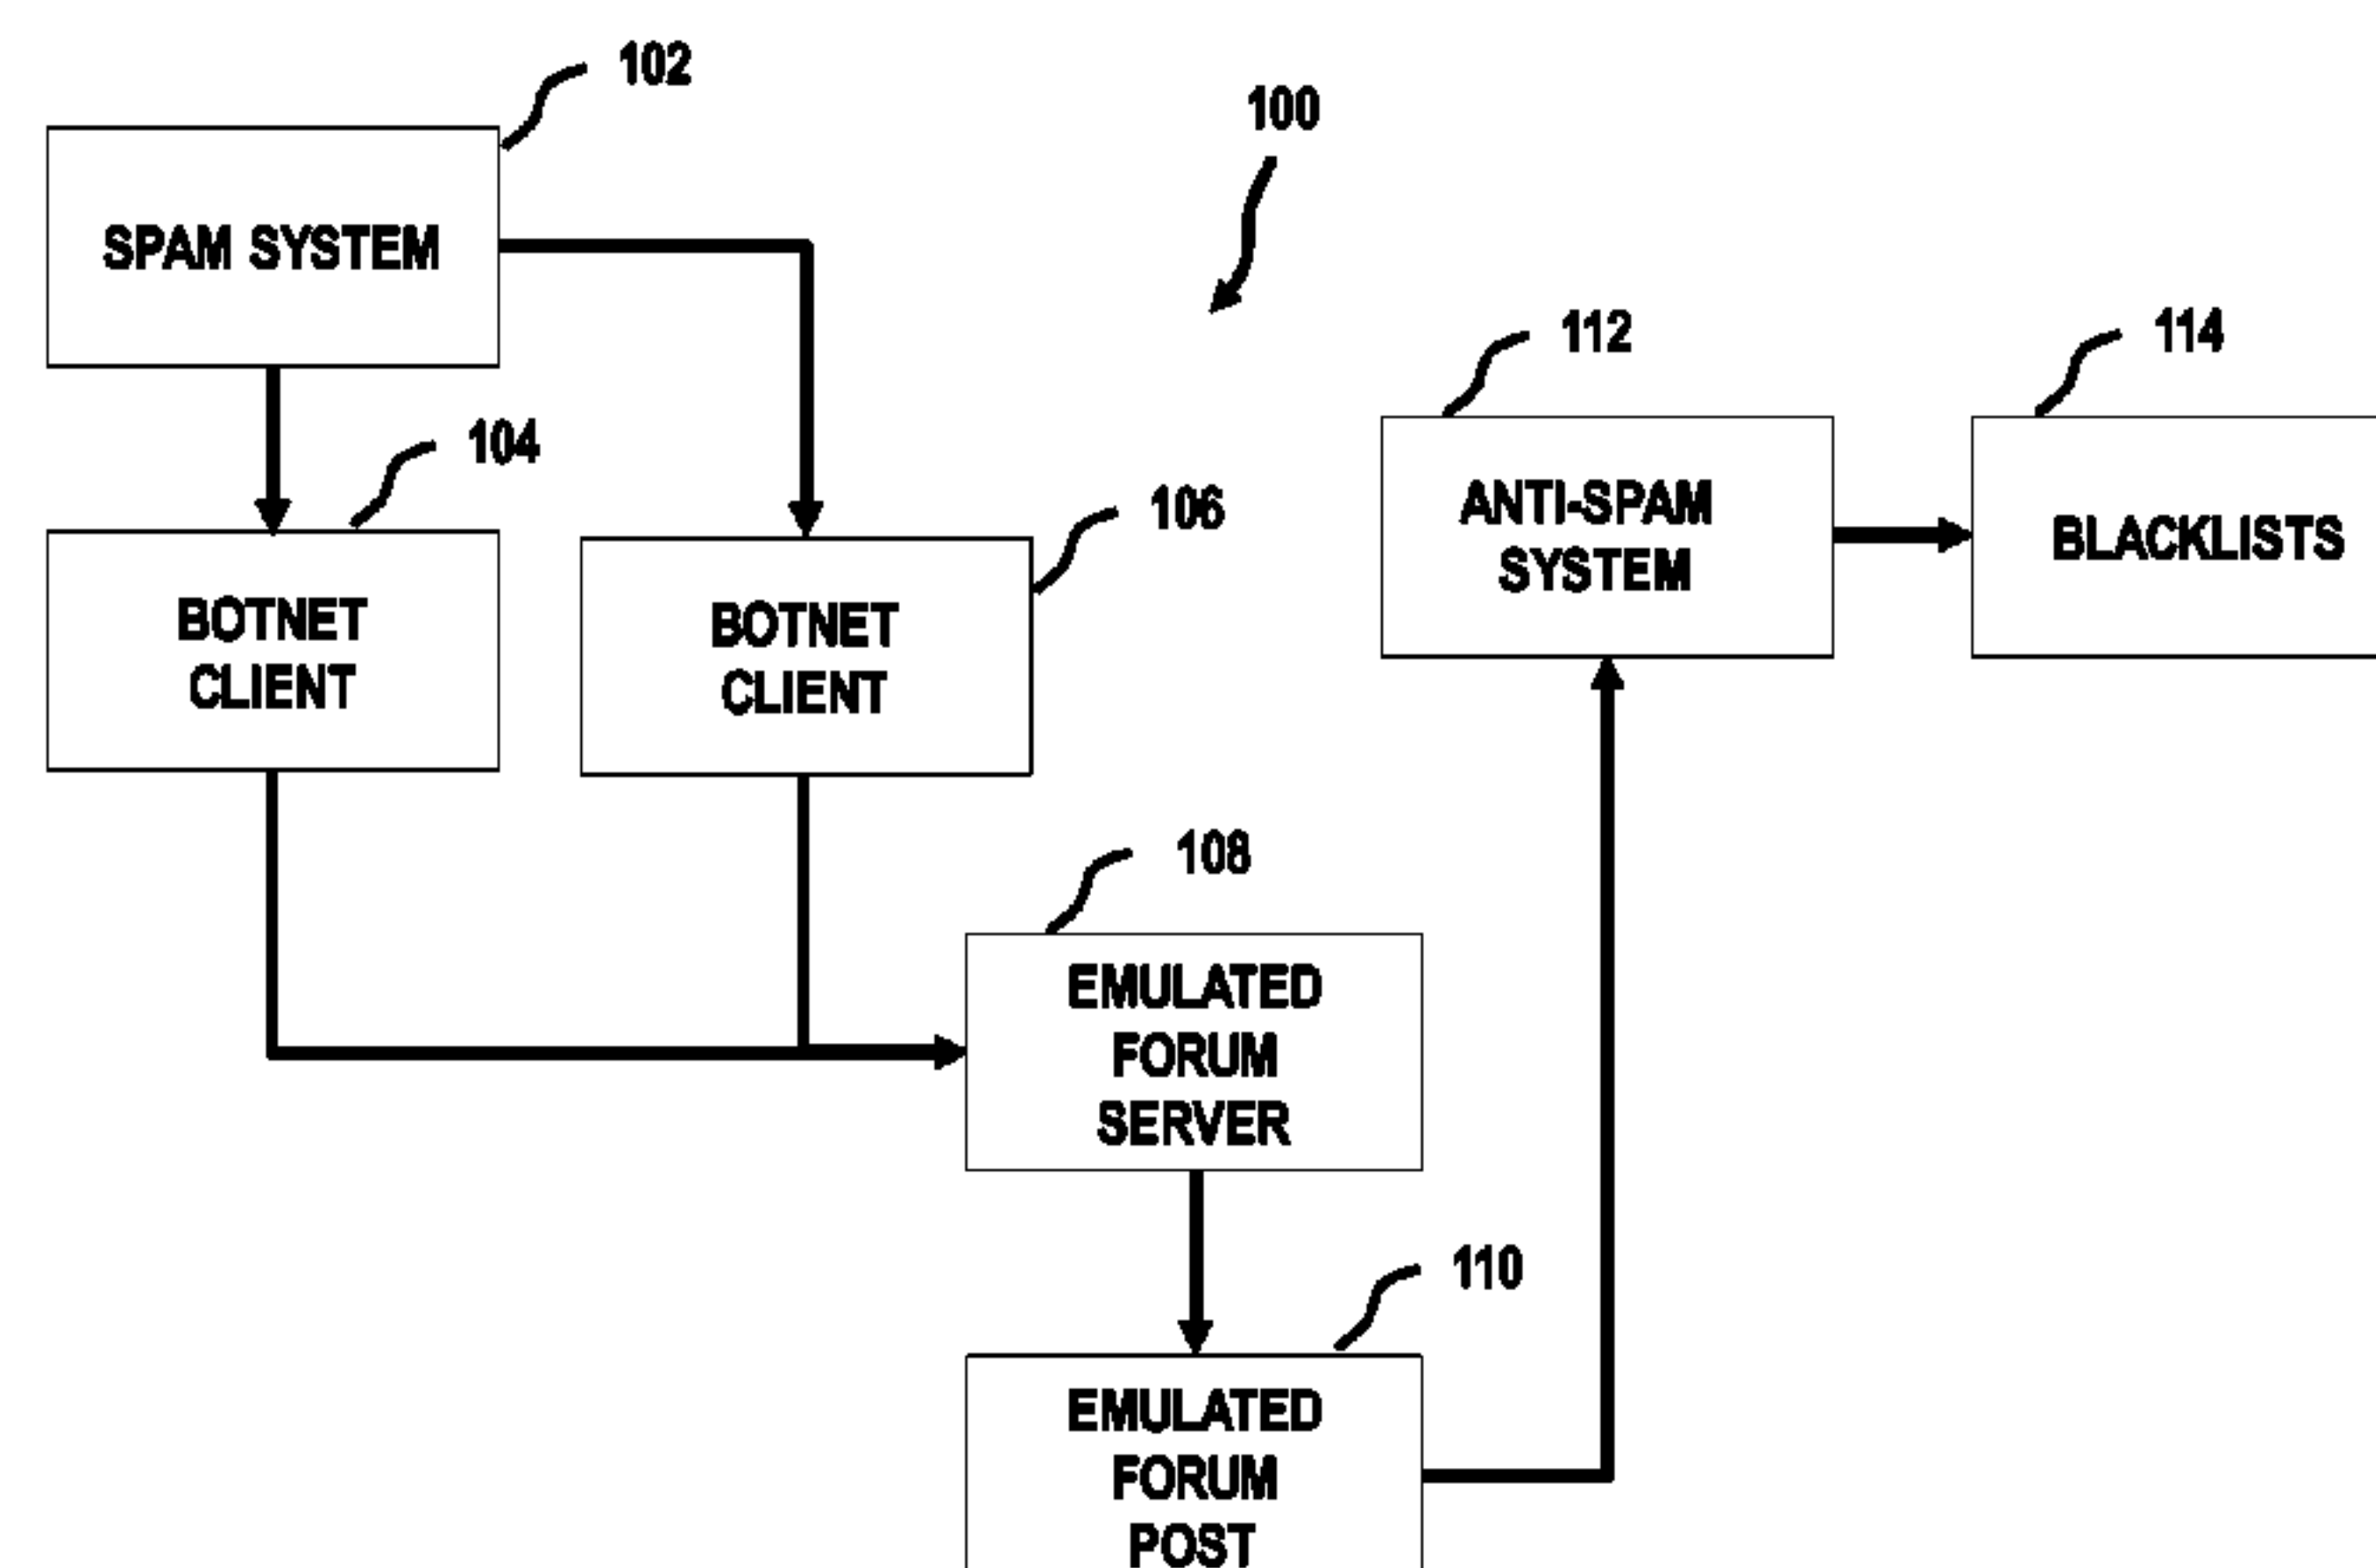 102
100
SPAM SYSTEM
112
114
104
106
ANTI-SPAM
SYSTEM
BLACKLISTS
BOTNET
CLIENT
BOTNET
CLIENT
108
EMULATED
FORUM
SERVER
110
EMULATED
FORUM
POST